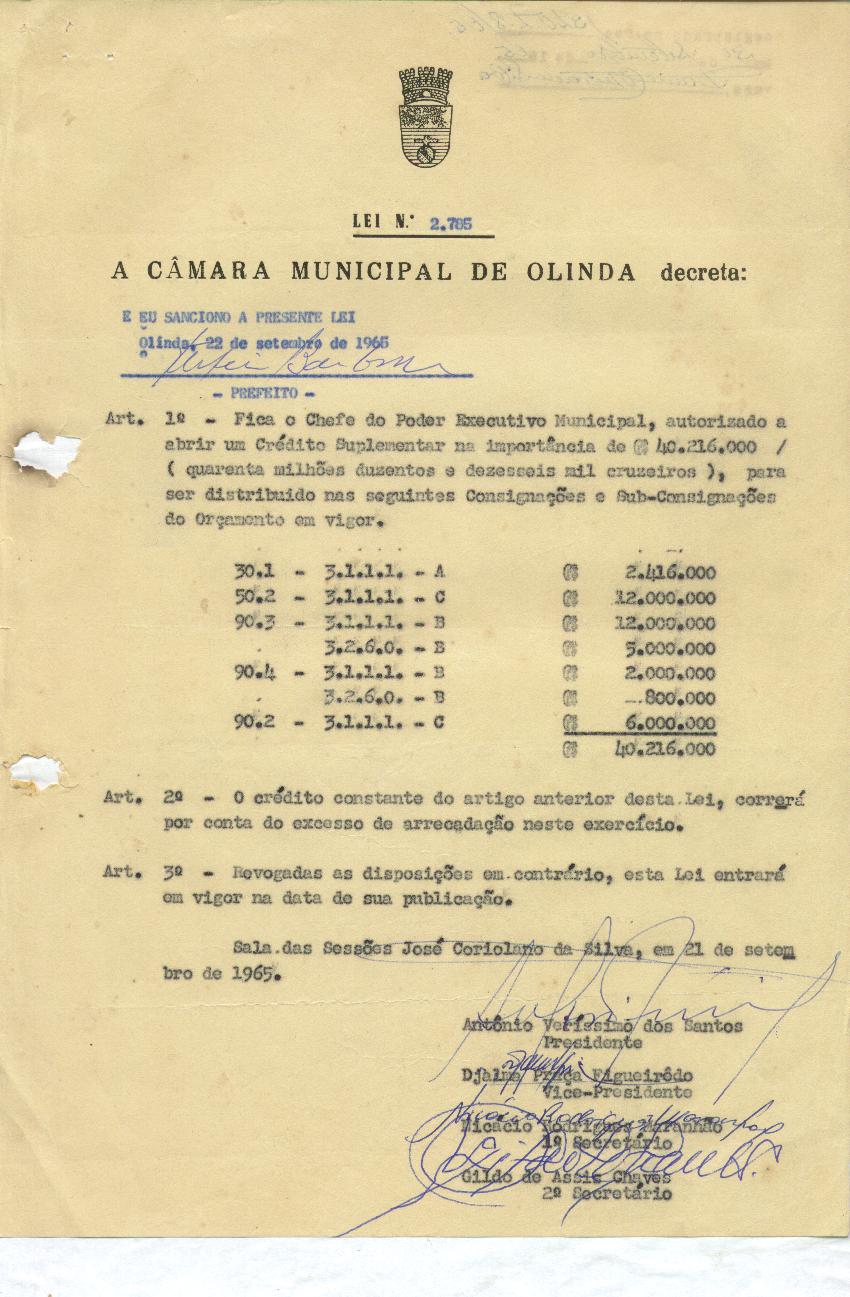 LEI N.º 2.785
A CÂMARA MUNICIPAL DE OLINDA decreta:
E EU SANCIONO A PRESENTE LEI
Olinda, 22 de setembro de 1965
- PREFEITO -
Art. 1º - Fica o Chefe do Poder Executivo Municipal, autorizado a
abrir um Crédito Suplementar na importância de ₢ 40.216.000 /
( quarenta milhões duzentos e dezesseis mil cruzeiros ), para
ser distribuido nas seguintes Consignações e Sub-Consignações
do Orçamento em vigor.
30.1 - 3.1.1.1. - A ₢ 2.416.000
50.2 - 3.1.1.1. - C ₢ 12.000.000
90.3 - 3.1.1.1. - B ₢ 12.000.000
3.2.6.0. - B ₢ 5.000.000
90.4 - 3.1.1.1. - B ₢ 2.000.000
3.2.6.0. - B ₢ 800.000
90.2 - 3.1.1.1. - C ₢ 6.000.000
₢ 40.216.000
Art. 2º - O crédito constante do artigo anterior desta Lei, correrá
por conta do excesso de arrecadação neste exercício.
Art. 3º - Revogadas as disposições em contrário, esta Lei entrará
em vigor na data de sua publicação.
Sala das Sessões José Coriolano da Silva, em 21 de setem
bro de 1965.
Antônio Veríssimo dos Santos
Presidente
Djalma Praça Figueirêdo
Vice-Presidente
Nicácio Rodrigues Maranhão
1º Secretário
Gildo de Assis Chaves
2º Secretário